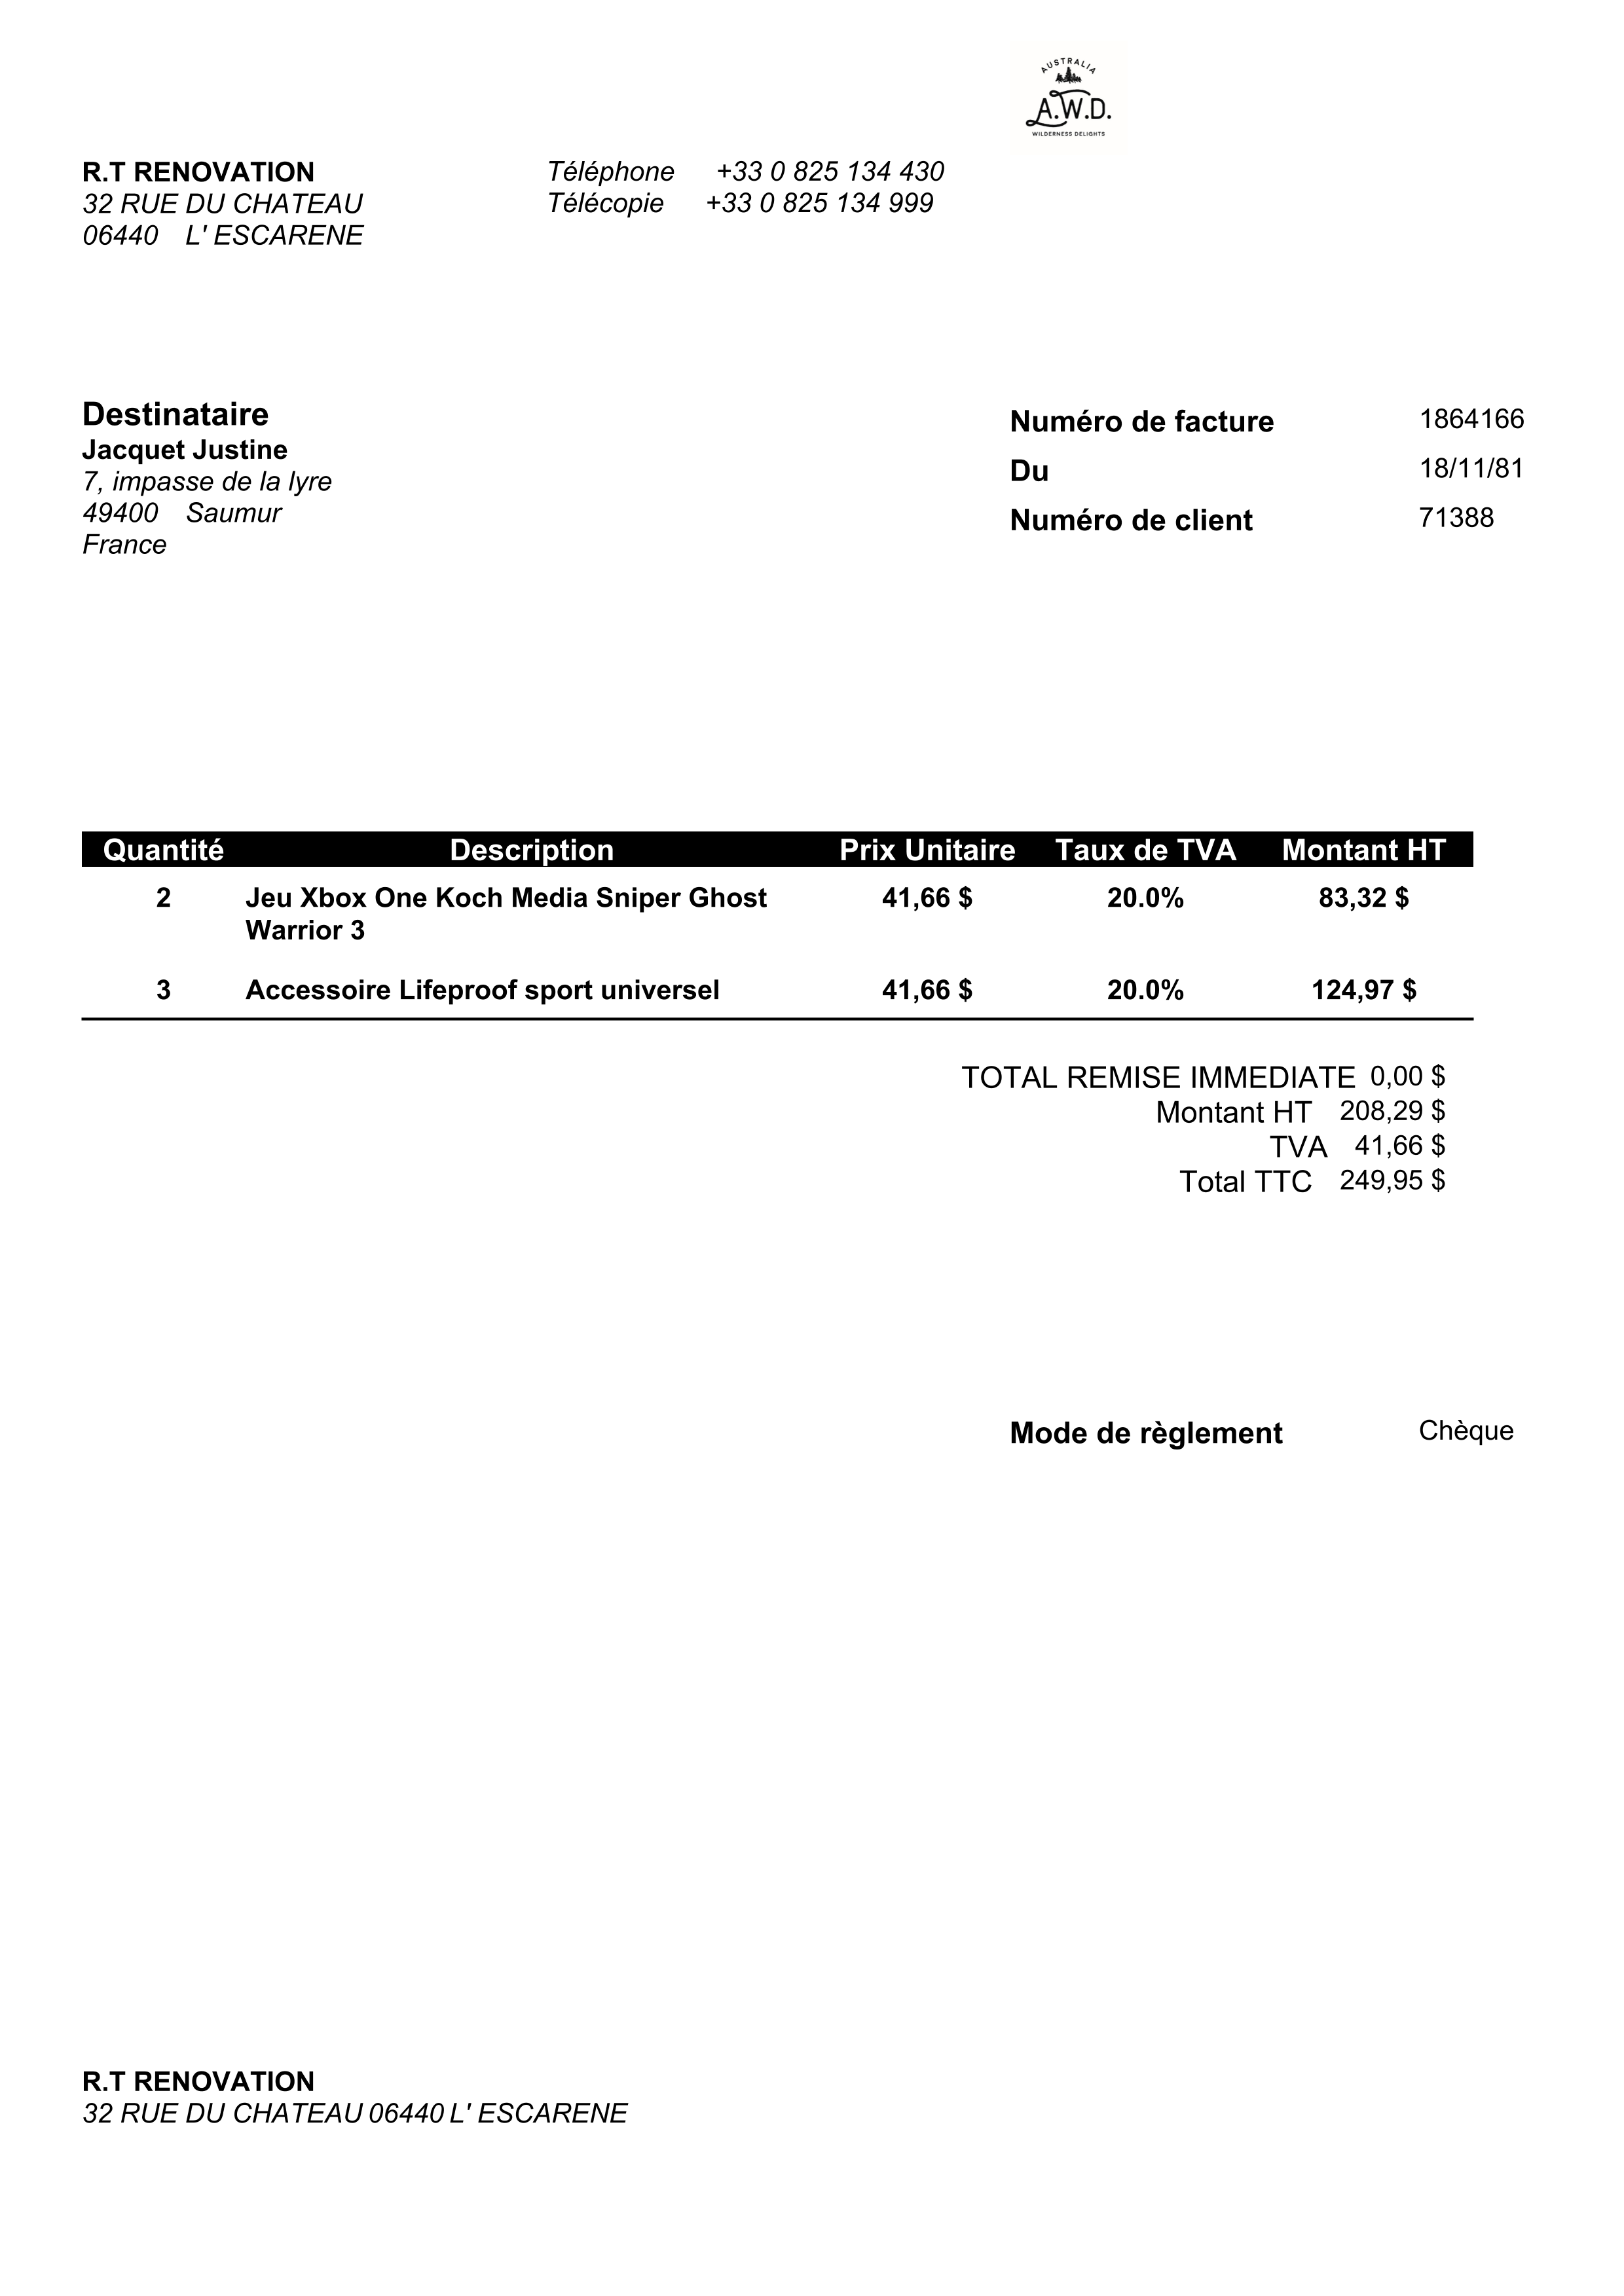 AUSTRALIA
A.W.D.
WILDERNESS DELIGHTS
R.T RENOVATION
32 RUE DU CHATEAU
06440 L' ESCARENE
Téléphone +33 0 825 134 430
Télécopie +33 0 825 134 999
Destinataire
Jacquet Justine
7, impasse de la lyre
49400 Saumur
France
Numéro de facture 1864166
Du 18/11/81
Numéro de client 71388
Quantité Description Prix Unitaire Taux de TVA Montant HT
2 Jeu Xbox One Koch Media Sniper Ghost 41,66 $ 20.0% 83,32 $
Warrior 3
3 Accessoire Lifeproof sport universel 41,66 $ 20.0% 124,97 $
TOTAL REMISE IMMEDIATE 0,00 $
Montant HT 208,29 $
TVA 41,66 $
Total TTC 249,95 $
Mode de règlement Chèque
R.T RENOVATION
32 RUE DU CHATEAU 06440 L' ESCARENE